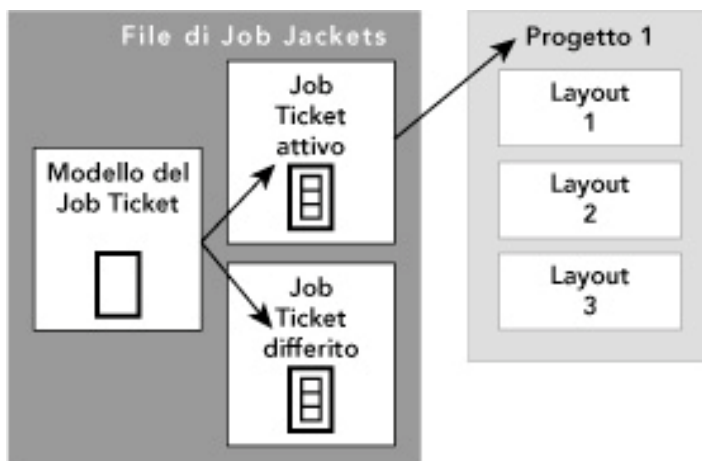 File di Job Jackets
Modello del
Job Ticket
Job
Ticket
attivo
Job
Ticket
differito
Progetto 1
Layout
1
Layout
2
Layout
3